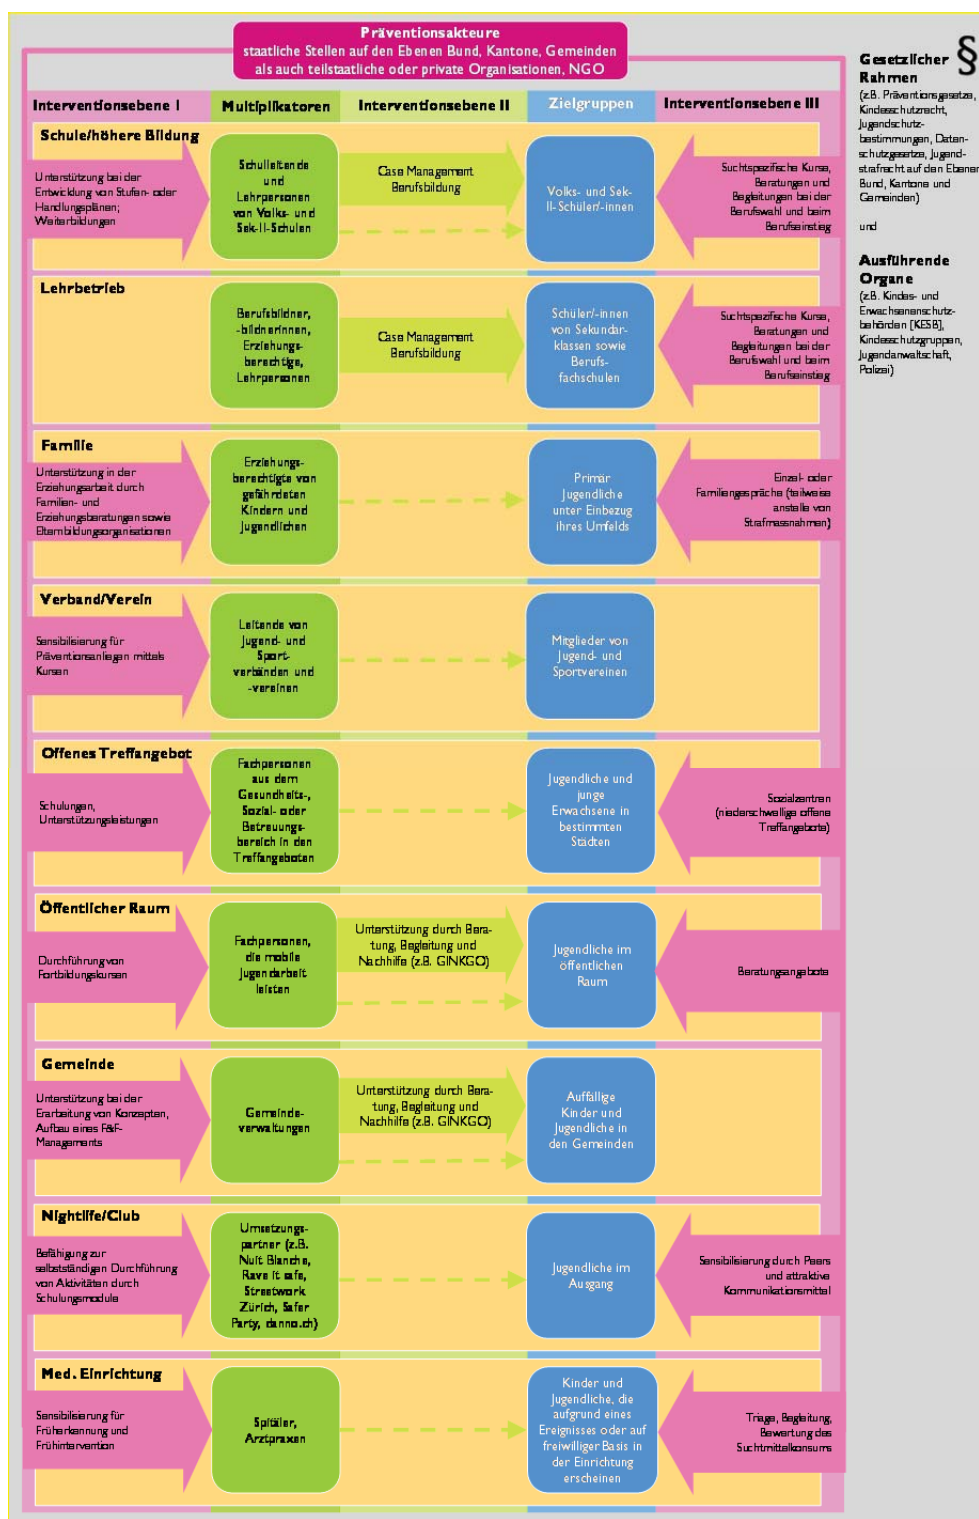 Präventionsakteure
staatliche Stellen auf den Ebenen Bund, Kantone, Gemeinden
als auch teilstaatliche oder private Organisationen, NGO
Interventionsebene I
Multiplikatoren
Interventionsebene II
Zielgruppen
Interventionsebene III
Schule/höhere Bildung
Unterstützung bei der
Entwicklung von Stufen- oder
Handlungsplänen;
Weiterbildungen
Schulleitende
und
Lehrpersonen
von Volks- und
Sek-II-Schulen
Case Management
Berufsbildung
Volks- und Sek-
II-Schüler/-innen
Suchtspezifische Kurse,
Beratungen und
Begleitungen bei der
Berufswahl und beim
Berufseinstieg
Lehrbetrieb
Berufsbildner,
-bildnerinnen,
Erziehungs-
berechtige,
Lehrpersonen
Case Management
Berufsbildung
Schüler/-innen
von Sekundar-
klassen sowie
Berufs-
fachschulen
Suchtspezifische Kurse,
Beratungen und
Begleitungen bei der
Berufswahl und beim
Berufseinstieg
Familie
Unterstützung in der
Erziehungsarbeit durch
Familien- und
Erziehungsberatungen sowie
Elternbildungsorganisationen
Erziehungs-
berechtigte von
gefährdeten
Kindern und
Jugendlichen
Primär
Jugendliche
unter Einbezug
ihres Umfelds
Einzel- oder
Familiengespräche (teilweise
anstelle von
Strafmassnahmen)
Verband/Verein
Sensibilisierung für
Präventionsanliegen mittels
Kursen
Leitende von
Jugend- und
Sport-
verbänden und
-vereinen
Mitglieder von
Jugend- und
Sportvereinen
Offenes Treffangebot
Schulungen,
Unterstützungsleistungen
Fachpersonen
aus dem
Gesundheits-,
Sozial- oder
Betreuungs-
bereich in den
Treffangeboten
Jugendliche und
junge
Erwachsene in
bestimmten
Städten
Sozialzentren
(niederschwellige offene
Treffangebote)
Öffentlicher Raum
Durchführung von
Fortbildungskursen
Fachpersonen,
die mobile
Jugendarbeit
leisten
Unterstützung durch Bera-
tung, Begleitung und
Nachhilfe (z.B. GINKGO)
Jugendliche im
öffentlichen
Raum
Beratungsangebote
Gemeinde
Unterstützung bei der
Erarbeitung von Konzepten,
Aufbau eines F&F-
Managements
Gemeinde-
verwaltungen
Unterstützung durch Bera-
tung, Begleitung und
Nachhilfe (z.B. GINKGO)
Auffällige
Kinder und
Jugendliche in
den Gemeinden
Nightlife/Club
Befähigung zur
selbstständigen Durchführung
von Aktivitäten durch
Schulungsmodule
Umsetzungs-
partner (z.B.
Nuit Blanche,
Rave it safe,
Streetwork
Zürich, Safer
Party, danno.ch)
Jugendliche im
Ausgang
Sensibilisierung durch Peers
und attraktive
Kommunikationsmittel
Med. Einrichtung
Sensibilisierung für
Früherkennung und
Frühintervention
Spitäler,
Arztpraxen
Kinder und
Jugendliche, die
aufgrund eines
Ereignisses oder auf
freiwilliger Basis in
der Einrichtung
erscheinen
Triage, Begleitung,
Bewertung des
Suchtmittelkonsums
§
Gesetzlicher
Rahmen
(z.B. Präventionsgesetze,
Kindesschutzrecht,
Jugendschutz-
bestimmungen, Daten-
schutzgesetze, Jugend-
strafrecht auf den Ebenen
Bund, Kantone und
Gemeinden)
und
Ausführende
Organe
(z.B. Kindes- und
Erwachsenenschutz-
behörden [KESB],
Kindesschutzgruppen,
Jugendanwaltschaft,
Polizei)